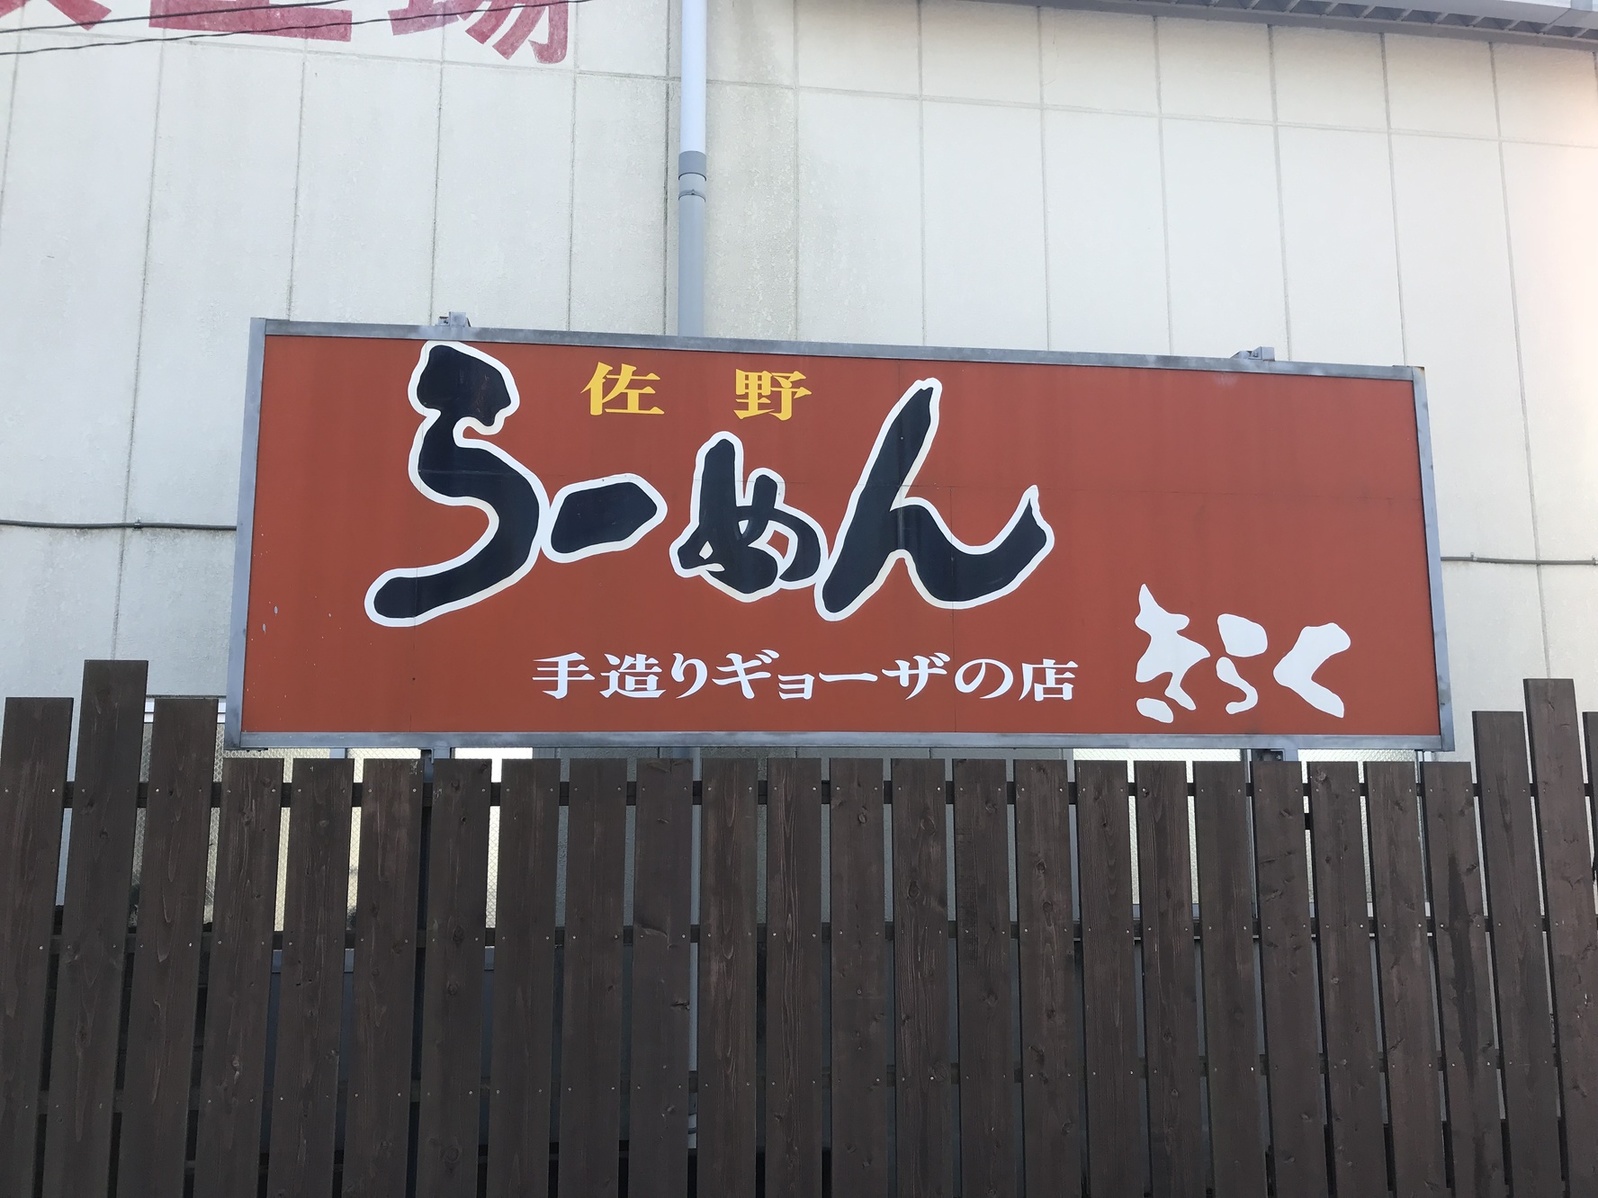 佐野
らーめん
手造りギョーザの店
きらく